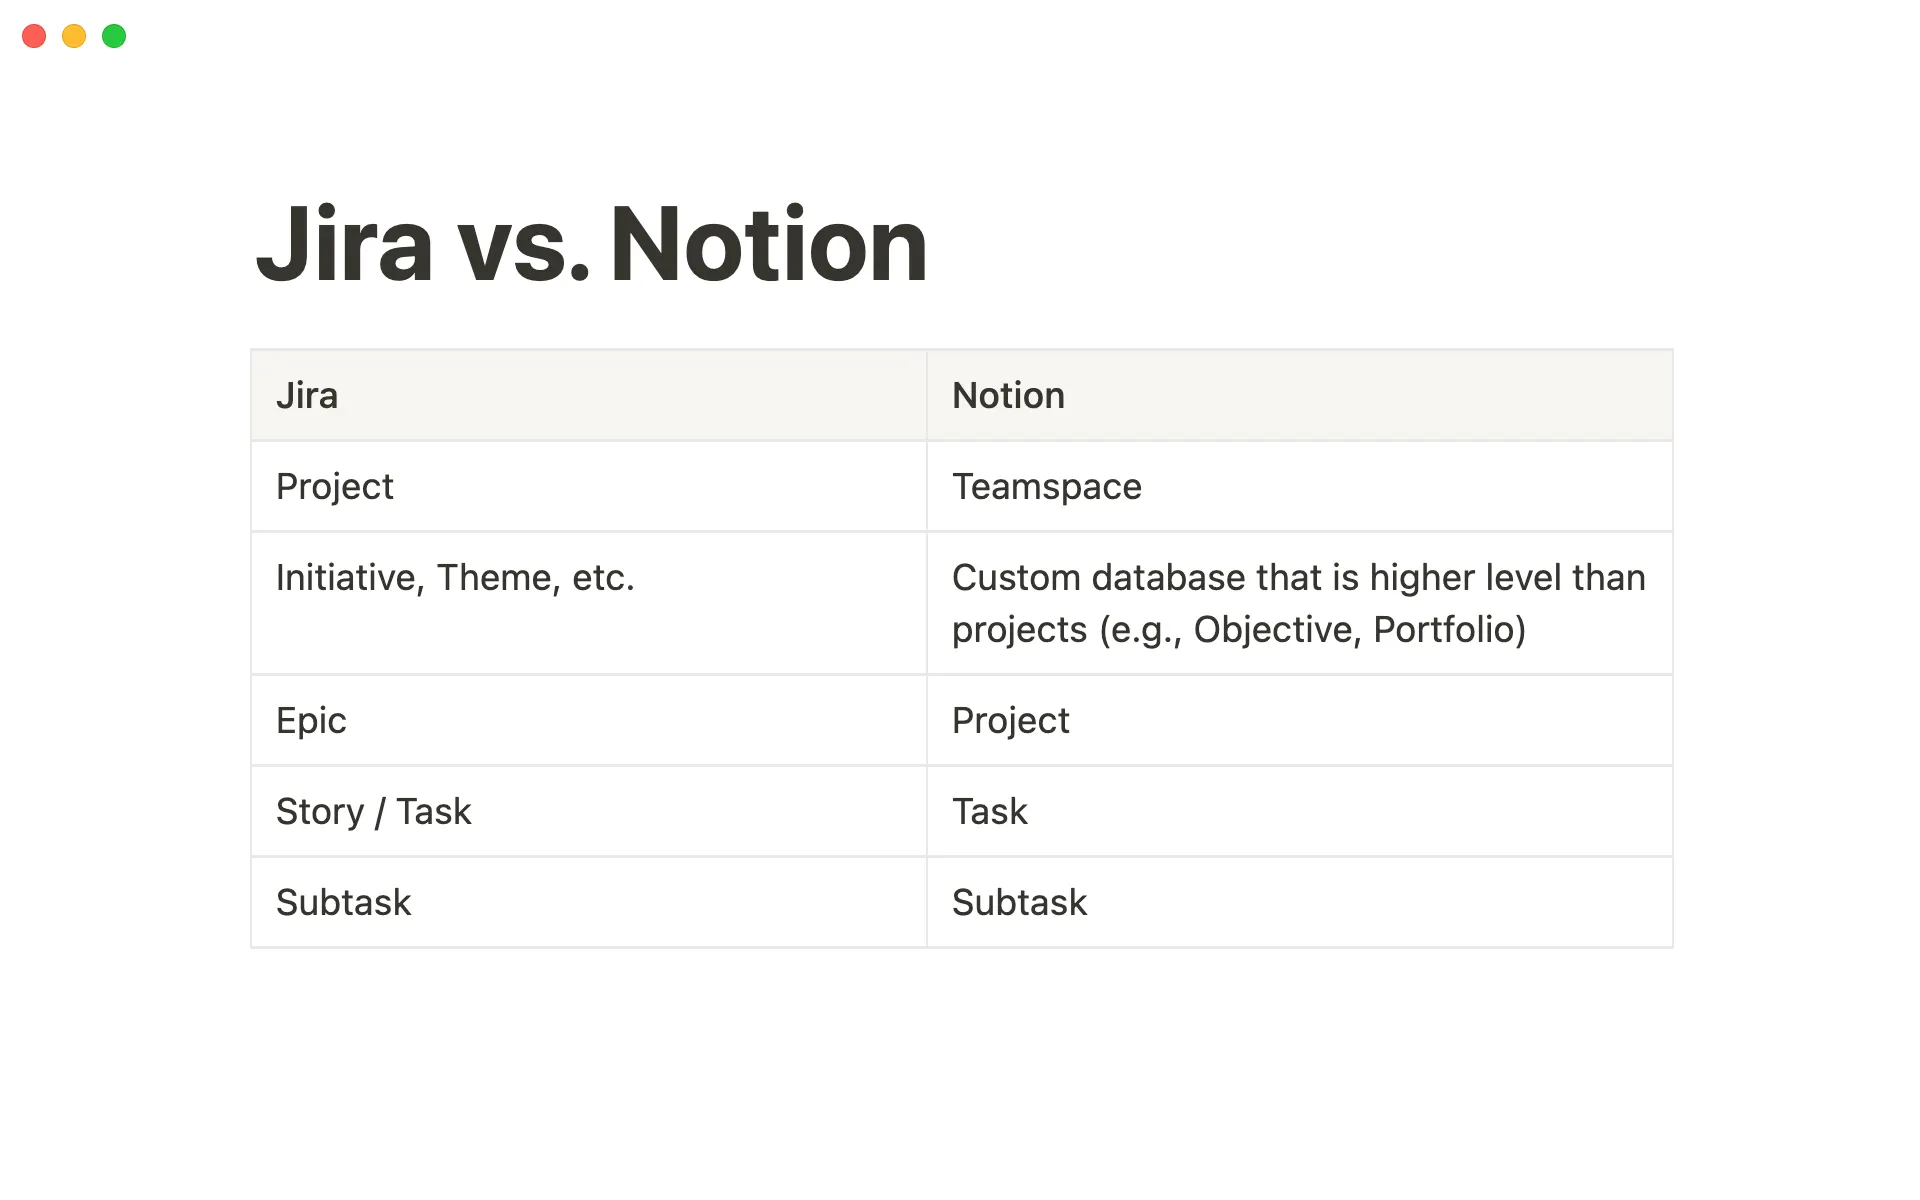 Jira vs. Notion
Jira
Notion
Project
Teamspace
Initiative, Theme, etc.
Custom database that is higher level than
projects (e.g., Objective, Portfolio)
Epic
Project
Story / Task
Task
Subtask
Subtask